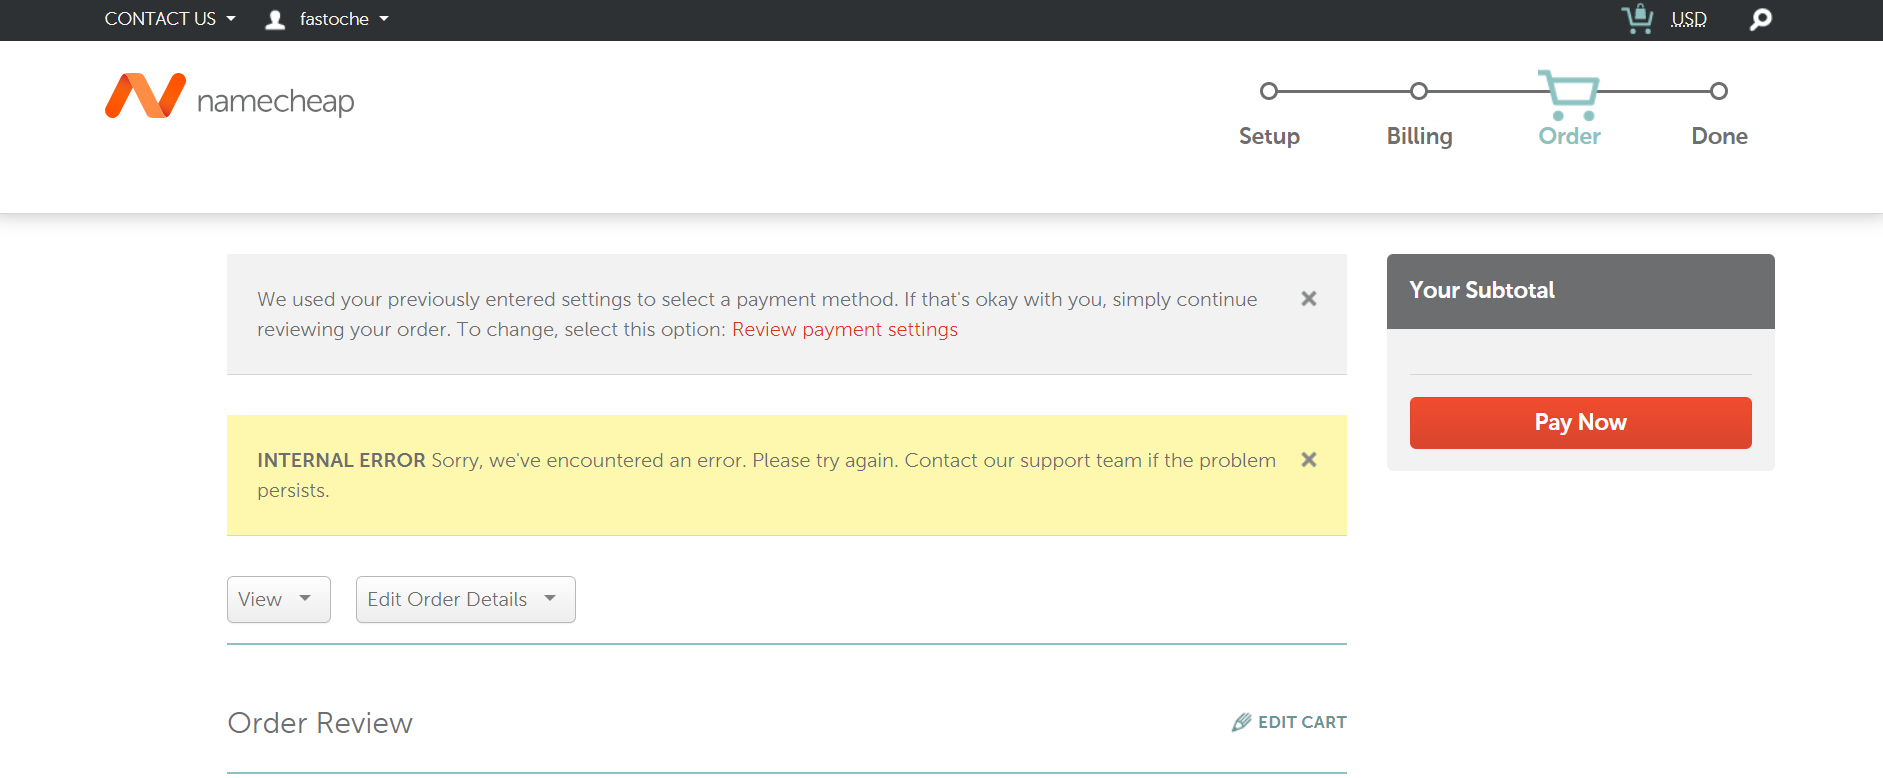 CONTACT US
fastoche
USD
namecheap
Setup
Billing
Order
Done
We used your previously entered settings to select a payment method. If that's okay with you, simply continue
reviewing your order. To change, select this option: Review payment settings
Your Subtotal
Pay Now
INTERNAL ERROR Sorry, we've encountered an error. Please try again. Contact our support team if the problem
persists.
View
Edit Order Details
Order Review
EDIT CART